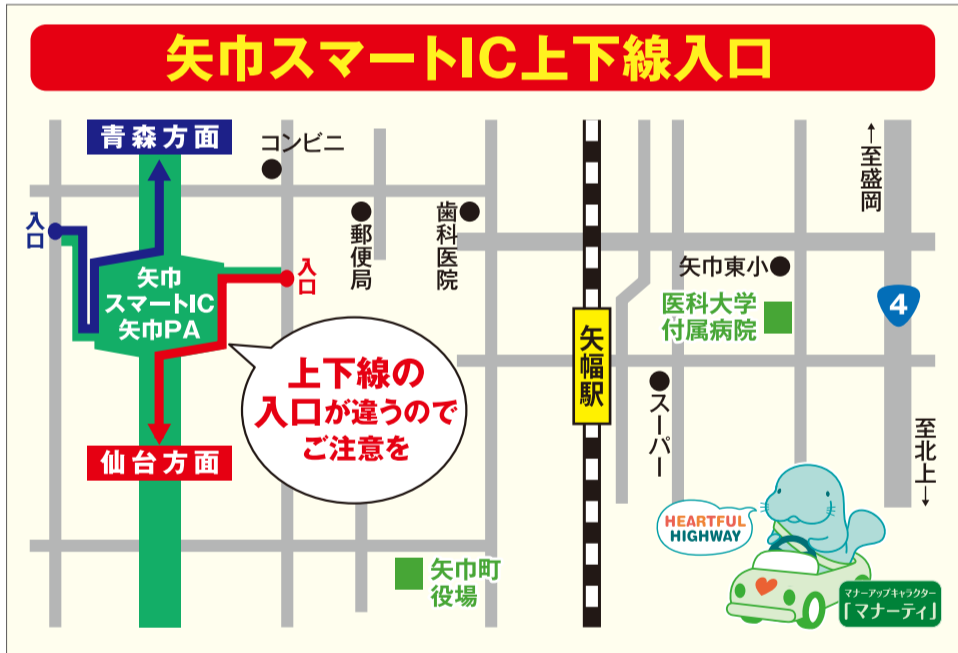 矢巾スマートIC上下線入口
青森方面
コンビニ
↑至盛岡
入口
郵便局
歯科医院
矢巾東小
入口
矢巾
スマートIC
矢巾PA
医科大学
付属病院
4
矢幅駅
上下線の
入口が違うので
ご注意を
スーパー
仙台方面
至北上↓
HEARTFUL
HIGHWAY
矢巾町
役場
マナーアップキャラクター
「マナーティ」